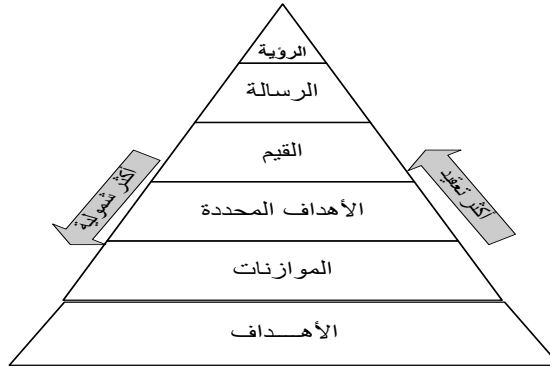 الرؤية
الرسالة
القيم
الأهداف المحددة
الموازنات
الأهـــداف
أكثر تعقيد
أكثر شمولية